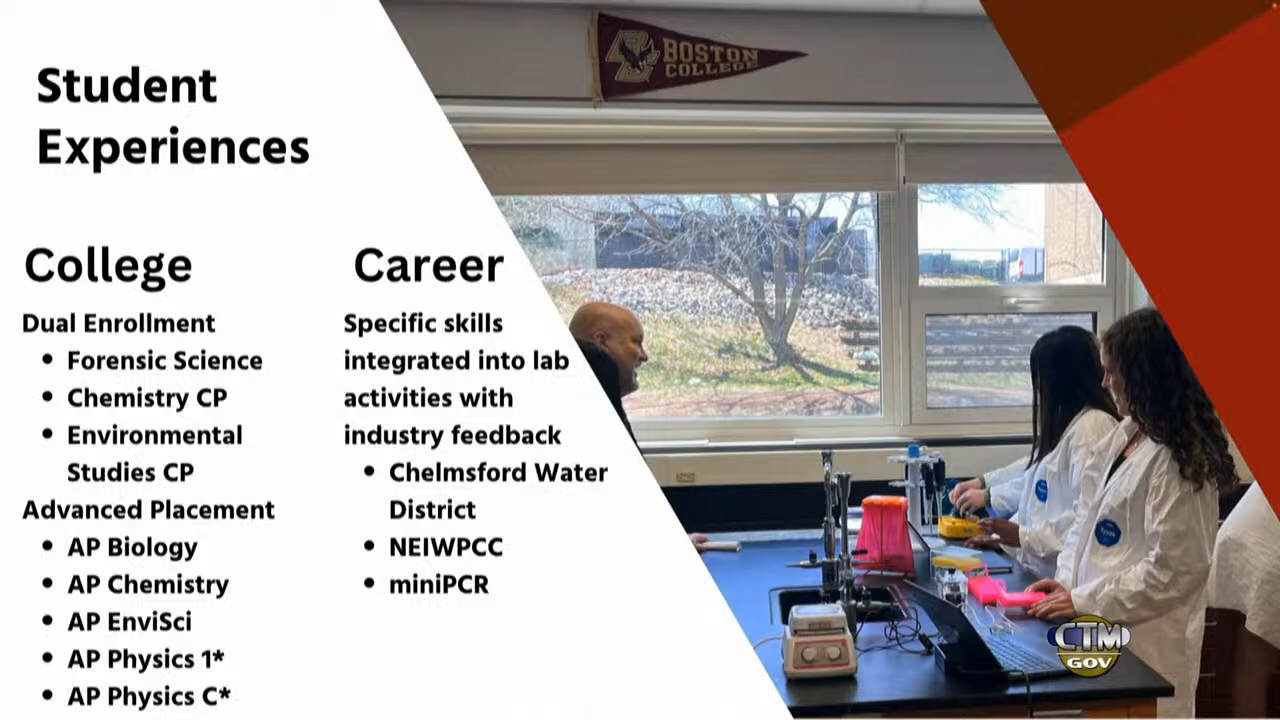 Student
Experiences
College
Dual Enrollment
• Forensic Science
• Chemistry CP
• Environmental
Studies CP
Advanced Placement
• AP Biology
• AP Chemistry
• AP EnviSci
• AP Physics 1*
• AP Physics C*
Career
Specific skills
integrated into lab
activities with
industry feedback
• Chelmsford Water
District
• NEIWPCC
• miniPCR
BOSTON
COLLEGE
Tyvek
CTM
GOV